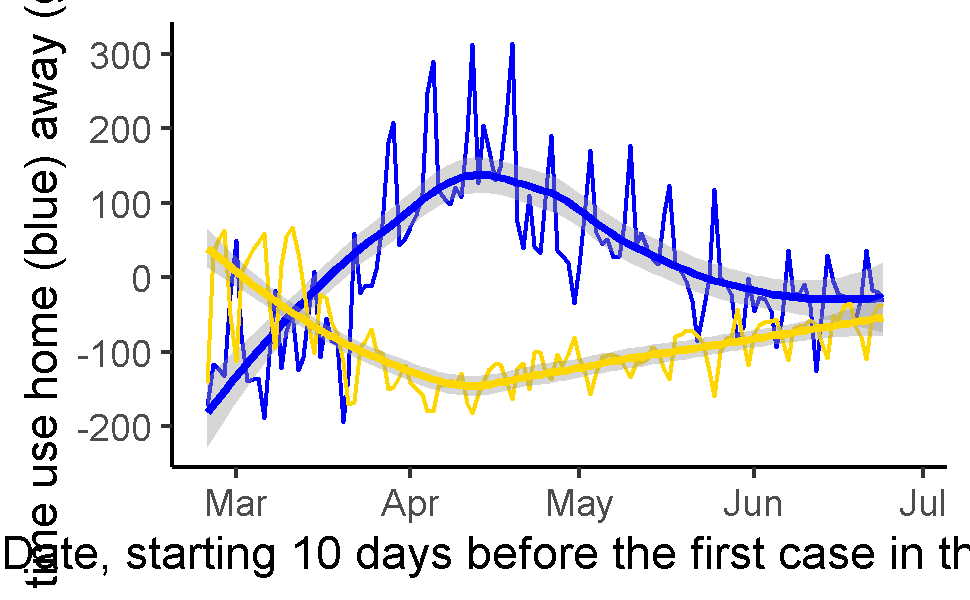 time use home (blue) away (
300
200
100
0
-100
-200
Mar Apr May Jun Jul
Date, starting 10 days before the first case in th